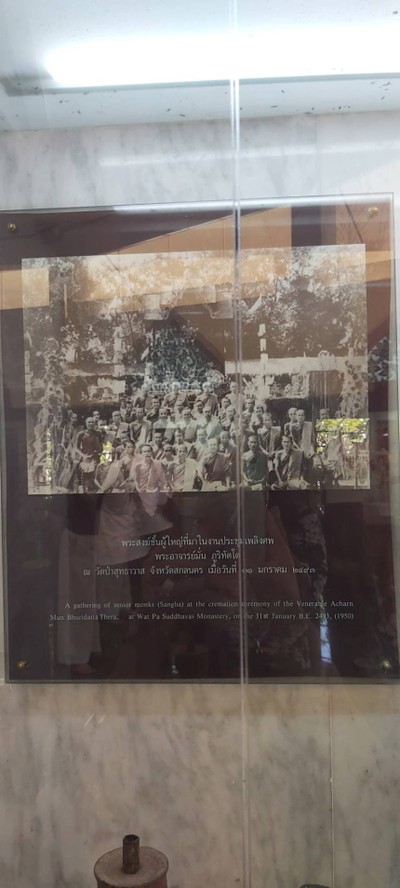 พระสงฆ์ชั้นผู้ใหญ่ที่มาในงานประชุมเพลิงศพ
พระอาจารย์มั่น ภูริทัตโต
ณ วัดป่าสุทธาวาส จังหวัดสกลนคร เมื่อวันที่ ๓๑ มกราคม ๒๔๙๓
A gathering of senior monks (Sangha) at the cremation ceremony of the Venerable Acharn
Mun Bhuridatta Thera, at Wat Pa Suddhavas Monastery, on the 31st January B.E. 2493, (1950)